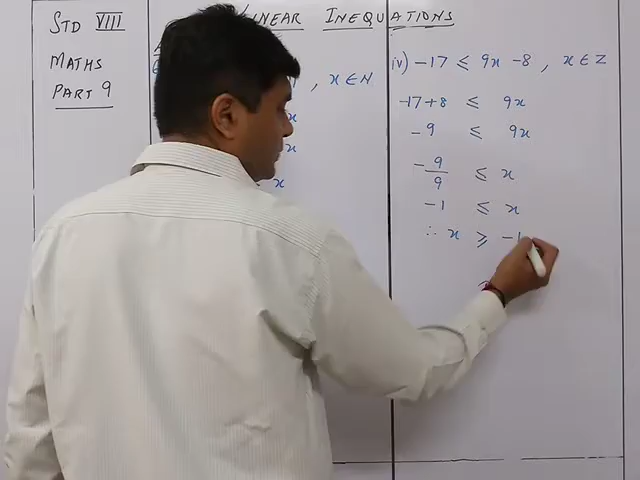 STD VIII
MATHS
PART 9
LINEAR INEQUATIONS
, x ∈ N
x
x
x
iv) -17 ≤ 9x -8 , x ∈ Z
-17+8 ≤ 9x
-9 ≤ 9x
-9/9 ≤ x
-1 ≤ x
∴ x ≥ -1